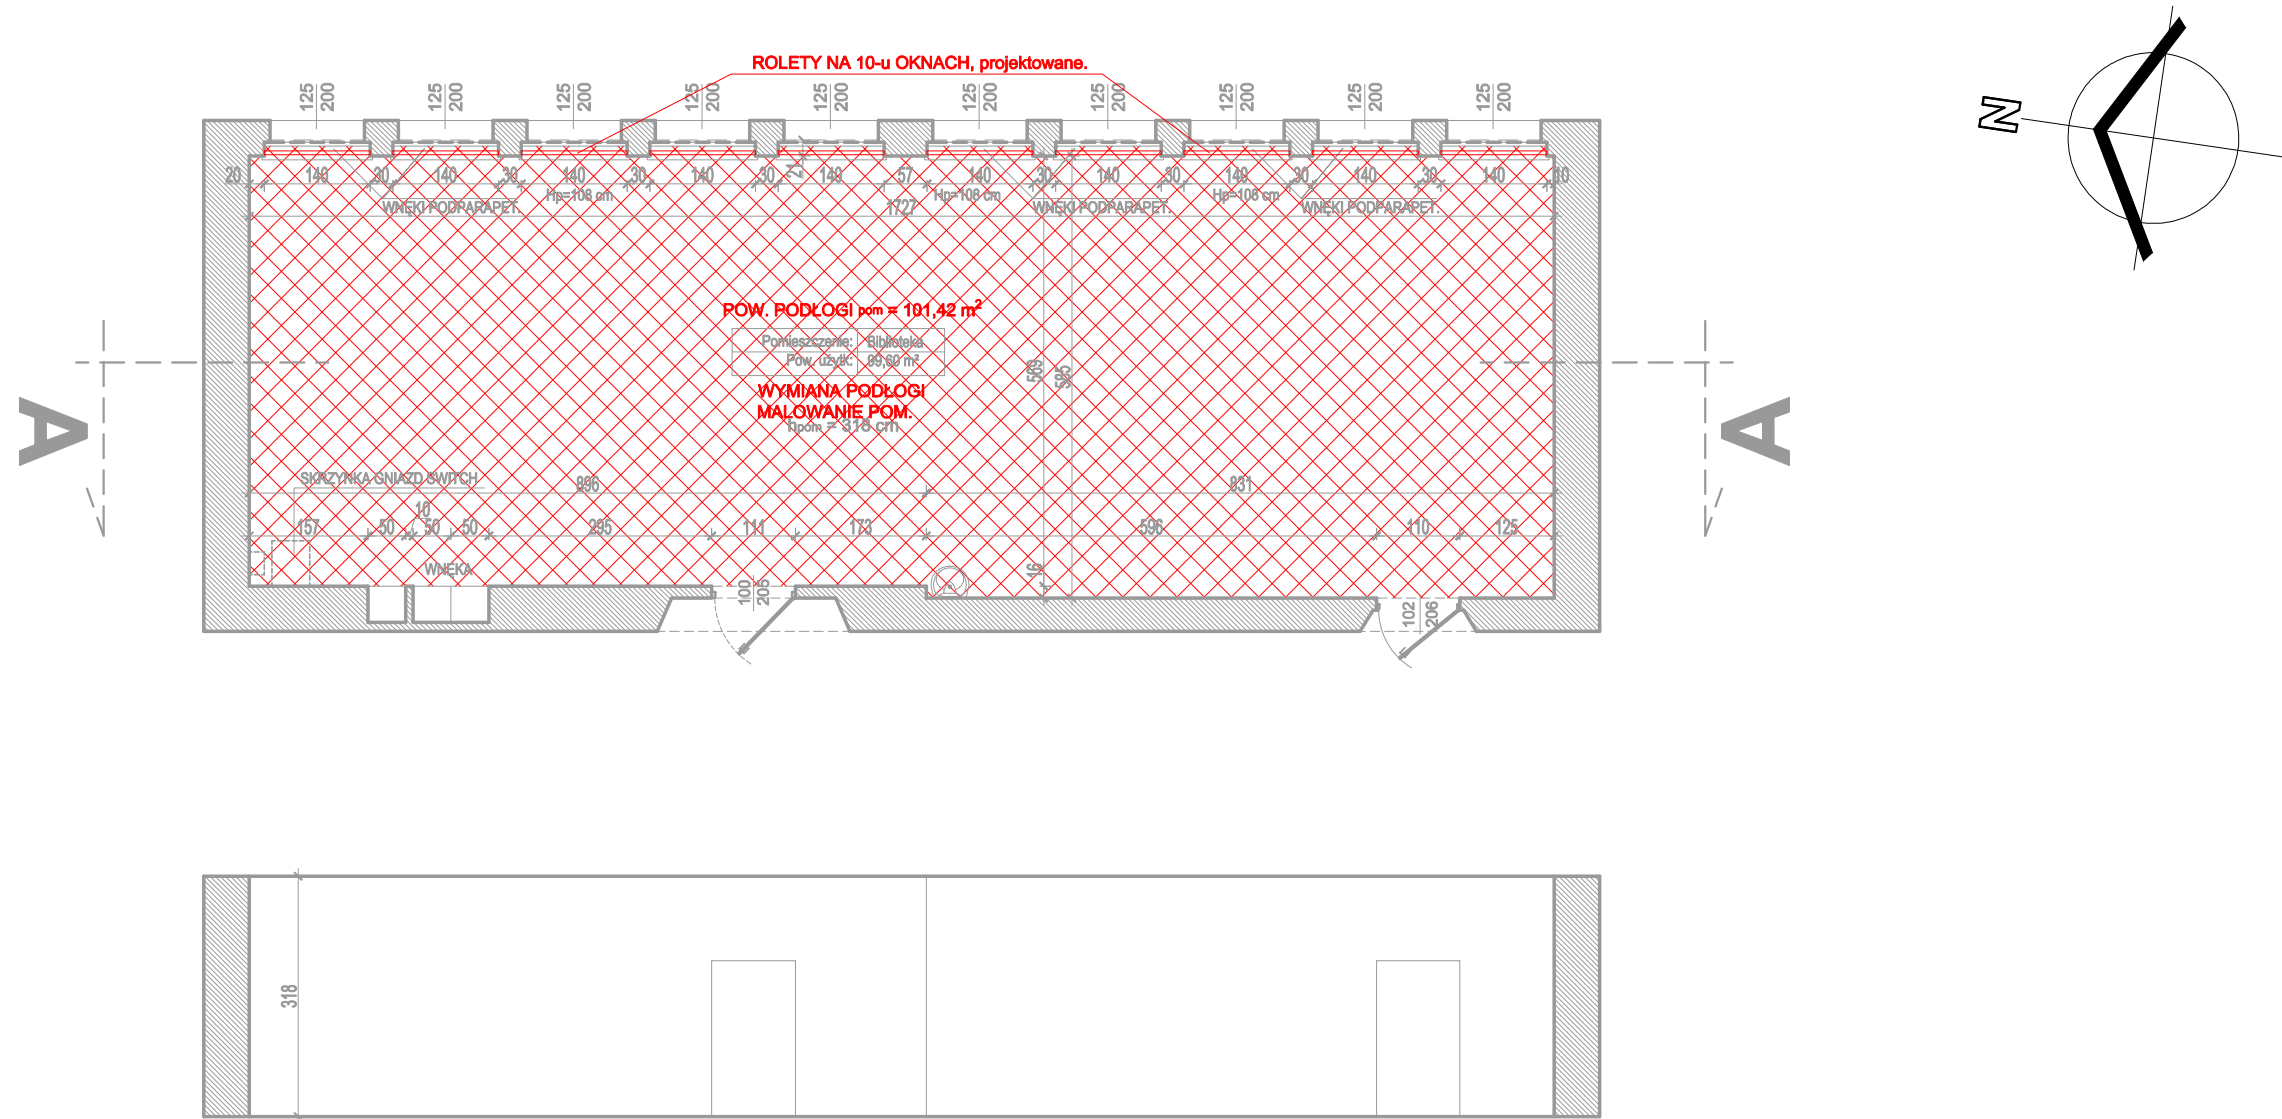 ROLETY NA 10-u OKNACH, projektowane.
125 200 125 200 125 200 125 200 125 200 125 200 125 200 125 200 125 200 125 200
N
20 140 30 140 30 140 30 140 30 21 140 57 140 30 140 30 140 30 140 30 140 10
Hp=108 cm Hp=108 cm Hp=108 cm
WNĘKI PODPARAPET. 1727 WNĘKI PODPARAPET. WNĘKI PODPARAPET.
POW. PODŁOGI pom = 101,42 m²
Pomieszczenie: Biblioteka
Pow. użytk: 99,60 m²
569 585
WYMIANA PODŁOGI
MALOWANIE POM.
hpom = 318 cm
A A
SKRZYNKA GNIAZD SWITCH
896 831
10
157 50 50 50 295 111 173 596 110 125
WNĘKA
16
100 205
102 206
318